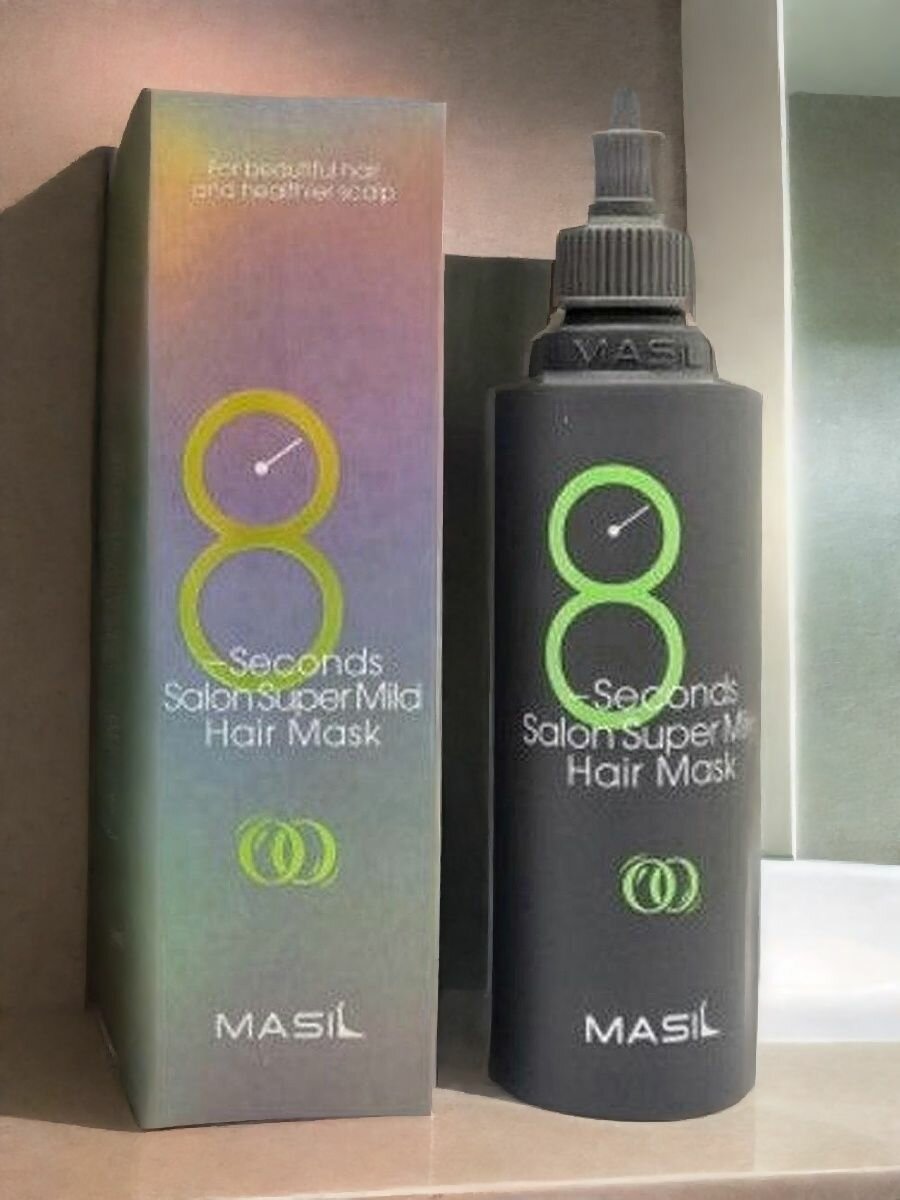 For beautiful hair
and healthier scalp
8
-Seconds
Salon Super Mild
Hair Mask
MASIL
MASIL
8
-Seconds
Salon Super
Hair Mask
MASIL